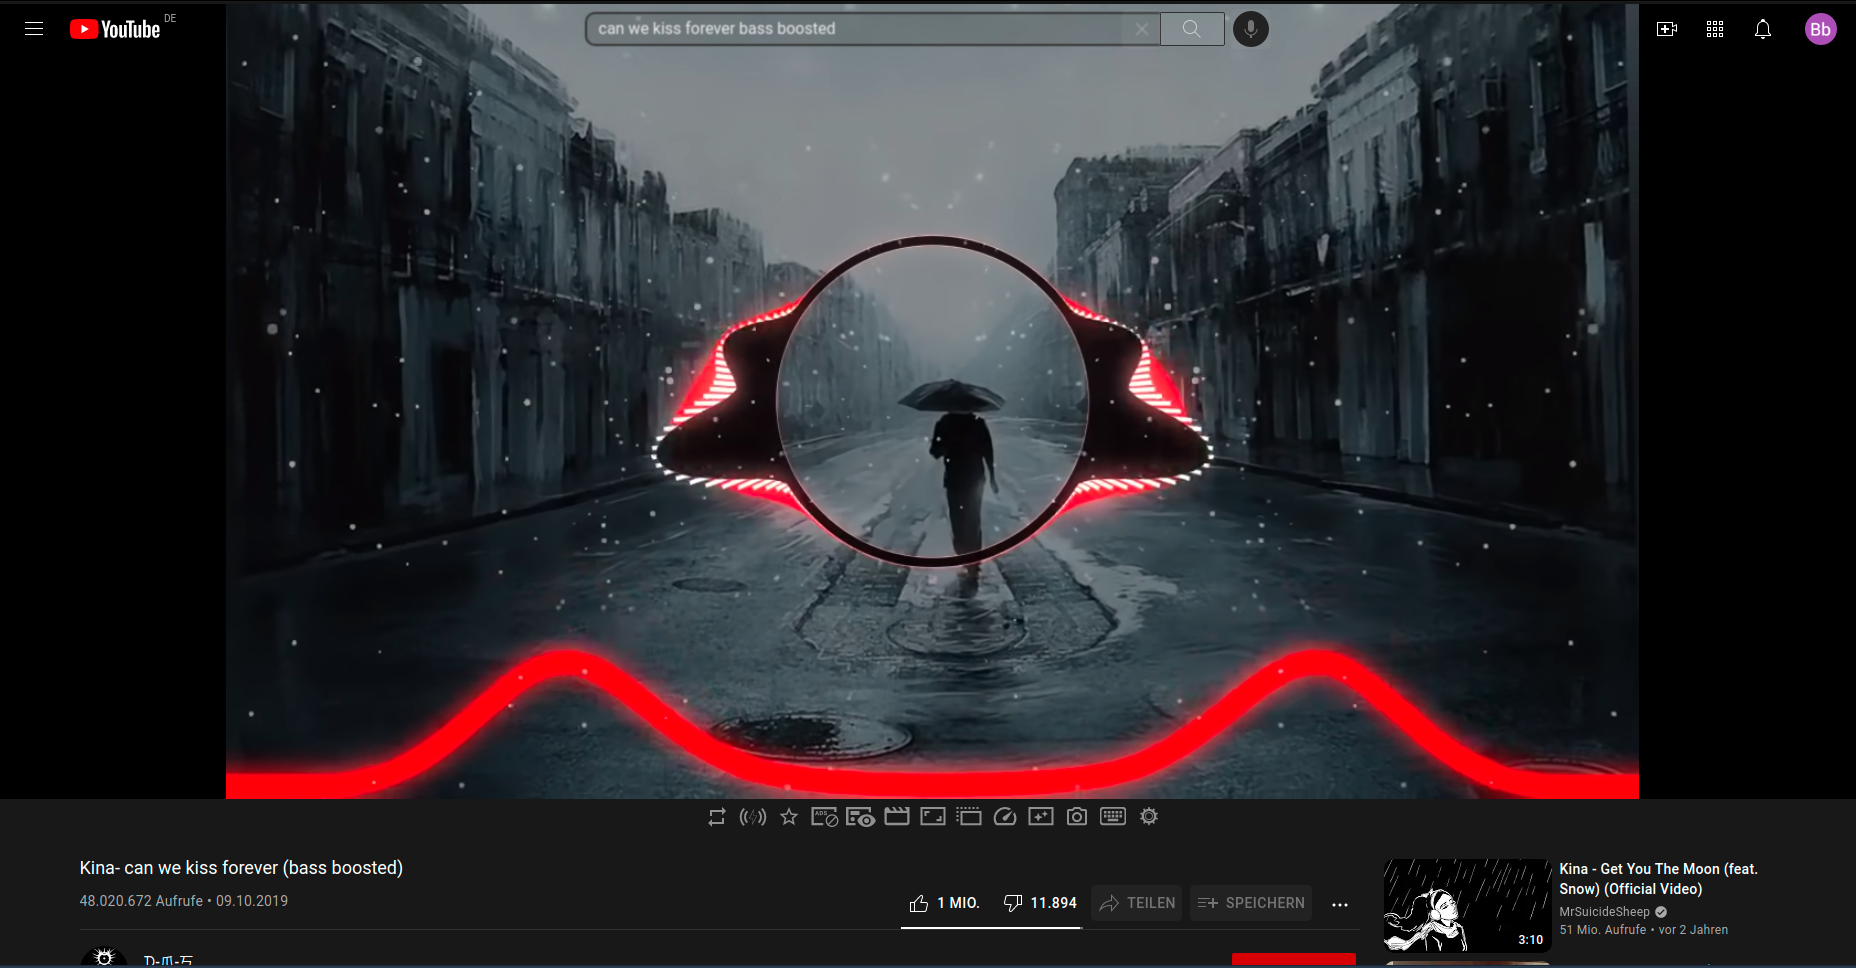 YouTube DE
can we kiss forever bass boosted
Bb
ADS
Kina- can we kiss forever (bass boosted)
48.020.672 Aufrufe • 09.10.2019
1 MIO.
11.894
TEILEN
SPEICHERN
3:10
Kina - Get You The Moon (feat.
Snow) (Official Video)
MrSuicideSheep
51 Mio. Aufrufe • vor 2 Jahren